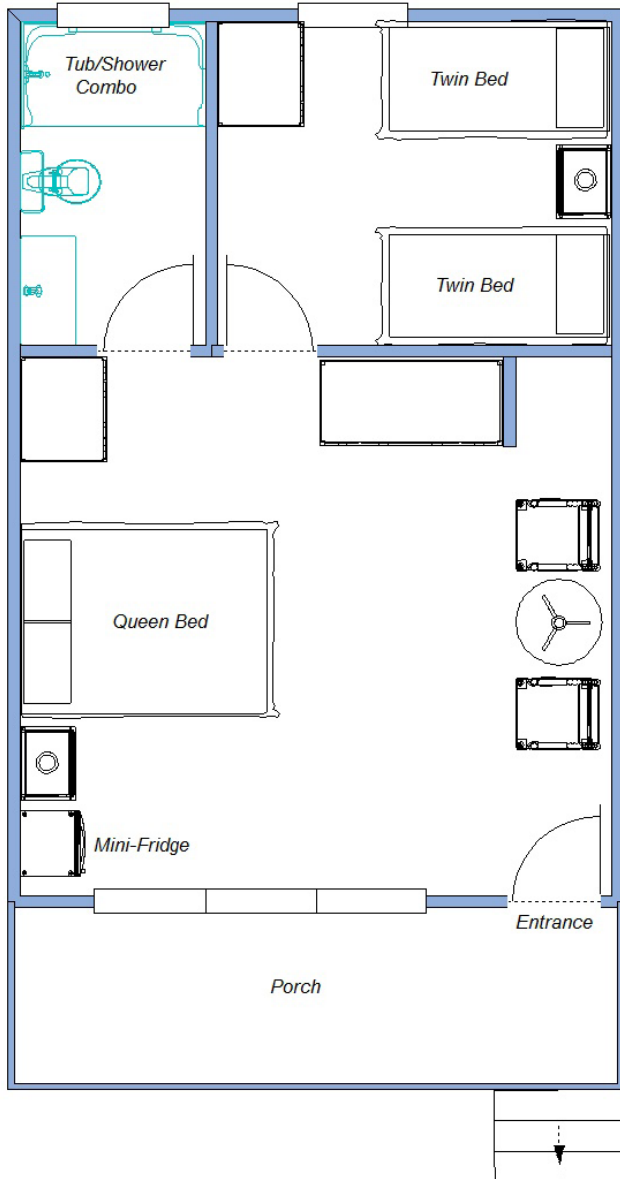 Tub/Shower
Combo
Twin Bed
Twin Bed
Queen Bed
Mini-Fridge
Entrance
Porch